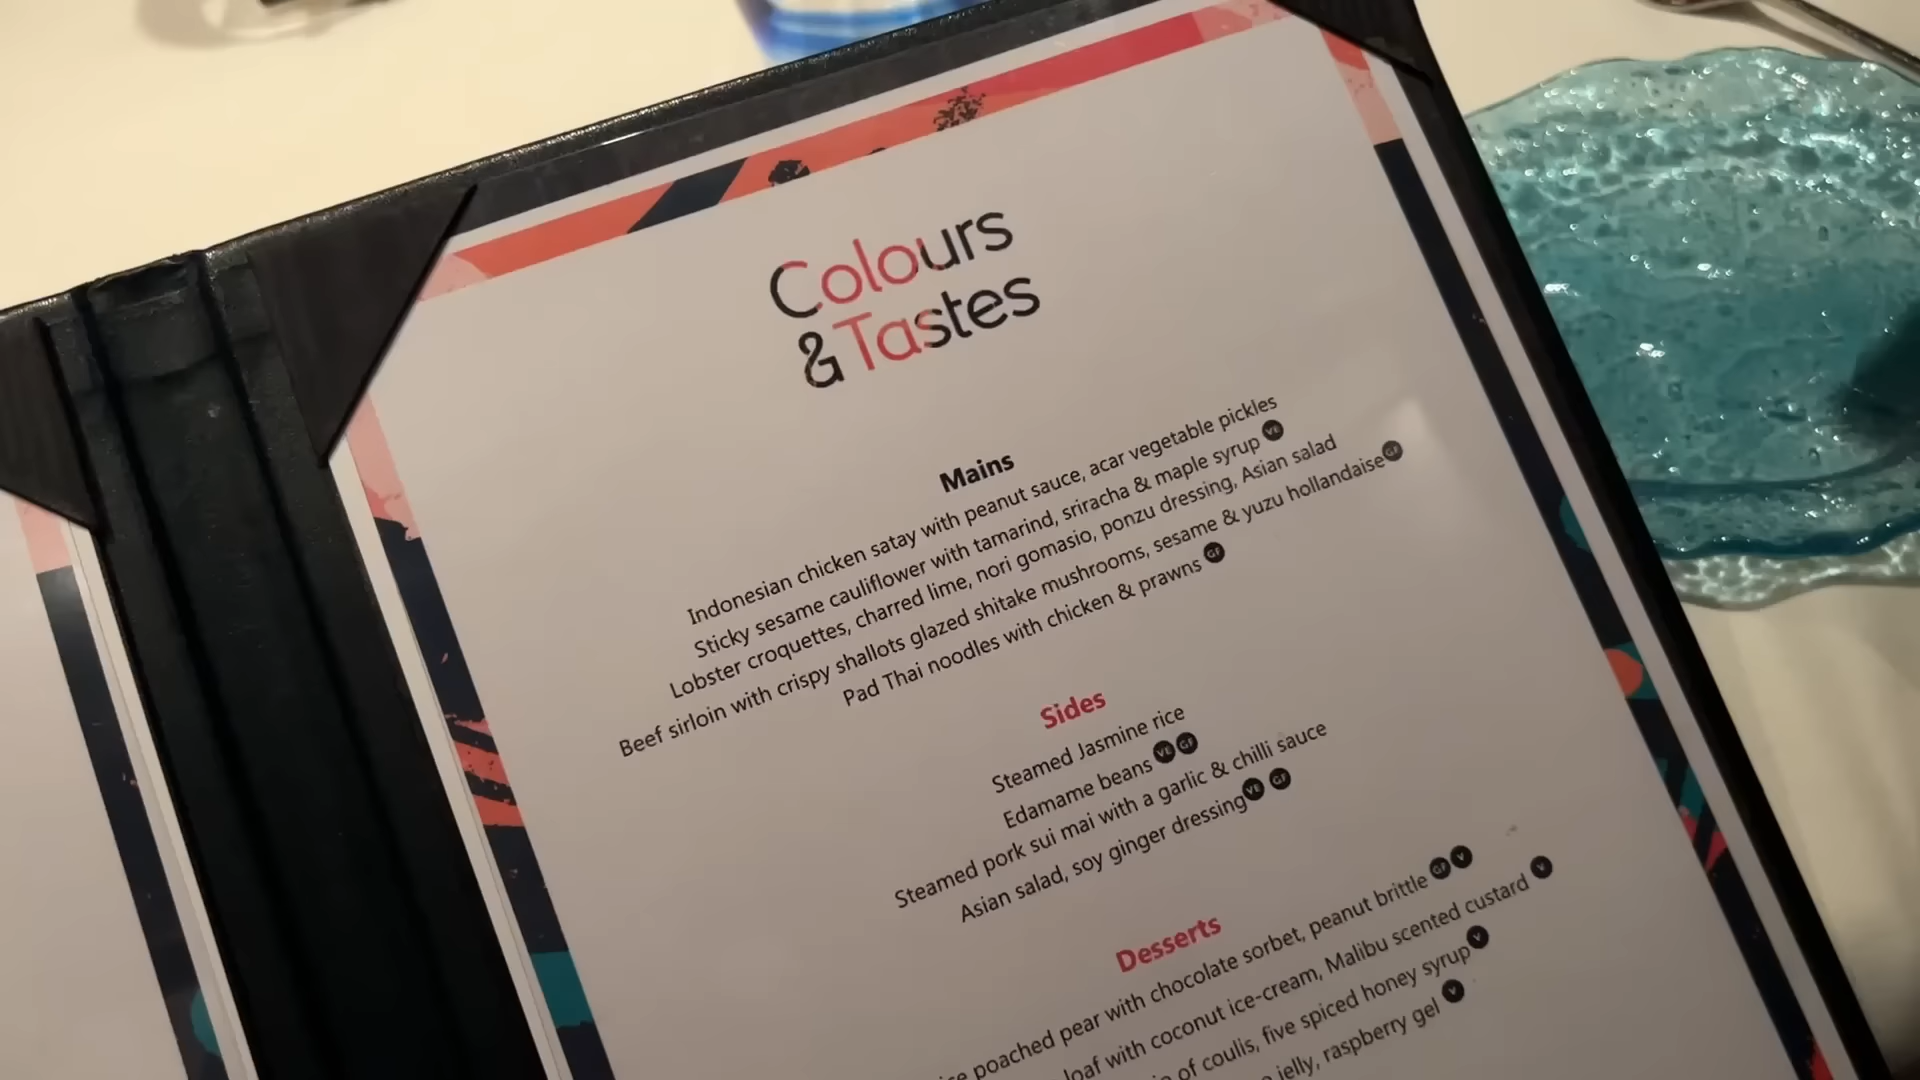 Colours
& Tastes
Mains
Indonesian chicken satay with peanut sauce, acar vegetable pickles
Sticky sesame cauliflower with tamarind, sriracha & maple syrup VE
Lobster croquettes, charred lime, nori gomasio, ponzu dressing, Asian salad
Beef sirloin with crispy shallots glazed shitake mushrooms, sesame & yuzu hollandaise GF
Pad Thai noodles with chicken & prawns GF
Sides
Steamed Jasmine rice
Edamame beans VE GF
Steamed pork sui mai with a garlic & chilli sauce
Asian salad, soy ginger dressing VE GF
Desserts
poached pear with chocolate sorbet, peanut brittle GF V
loaf with coconut ice-cream, Malibu scented custard V
of coulis, five spiced honey syrup V
jelly, raspberry gel V